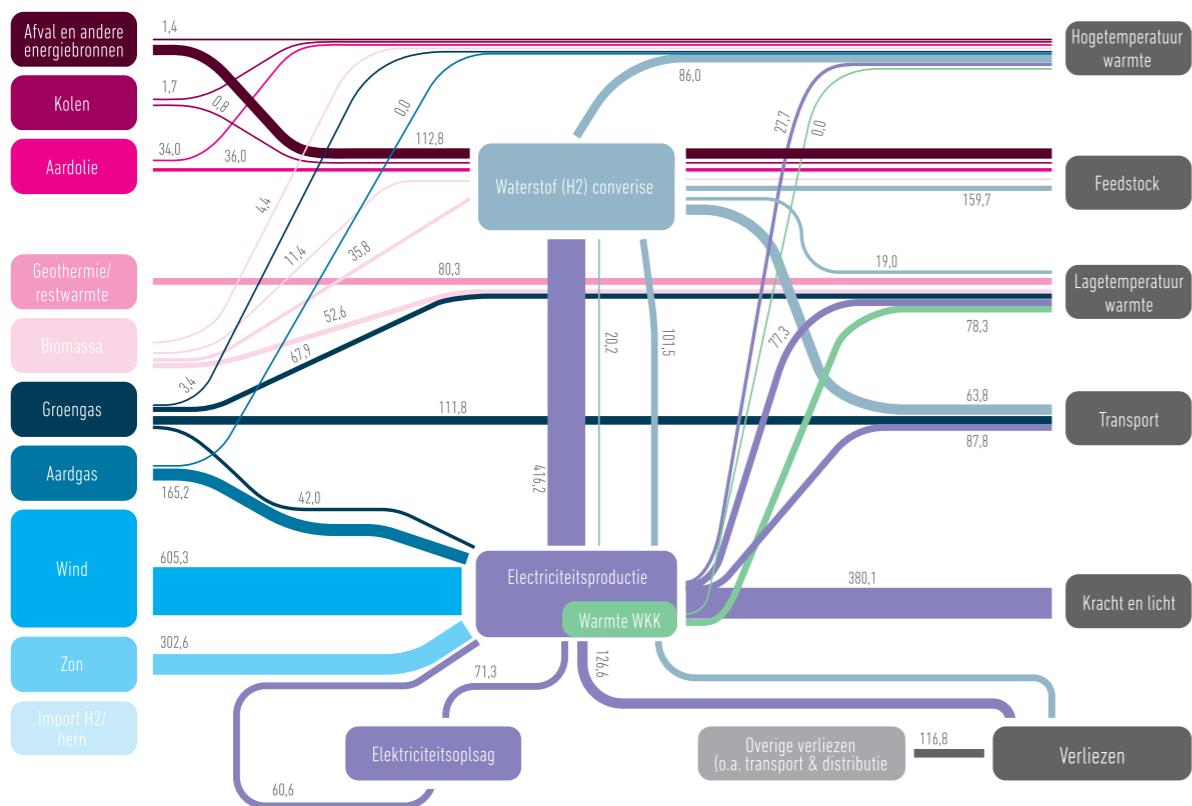 Afval en andere
energiebronnen
Kolen
Aardolie
Geothermie/
restwarmte
Biomassa
Groengas
Aardgas
Wind
Zon
Import H2/
hern
1,4
1,7
0,8
34,0
36,0
112,8
0,0
4,4
11,4
35,8
80,3
52,6
67,9
3,4
111,8
42,0
165,2
605,3
302,6
60,6
71,3
Waterstof (H2) converise
86,0
416,2
20,2
101,5
Electriciteitsproductie
Warmte WKK
Elektriciteitsoplsag
126,6
Overige verliezen
(o.a. transport & distributie
116,8
Verliezen
27,7
0,0
159,7
19,0
77,3
78,3
63,8
87,8
380,1
Hogetemperatuur
warmte
Feedstock
Lagetemperatuur
warmte
Transport
Kracht en licht